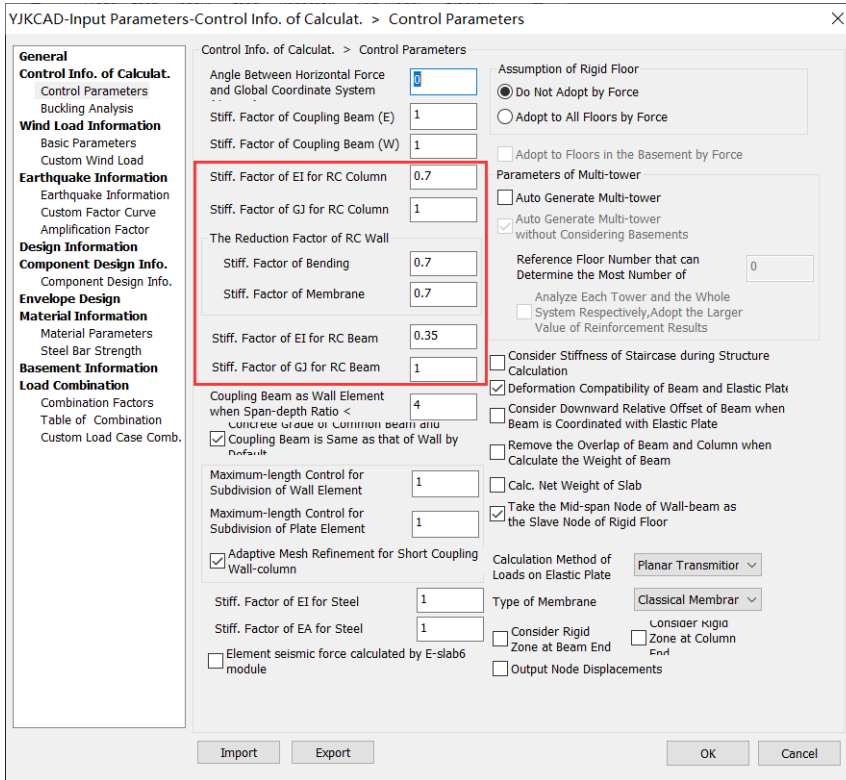 YJKCAD-Input Parameters-Control Info. of Calculat. > Control Parameters
General
Control Info. of Calculat.
Control Parameters
Buckling Analysis
Wind Load Information
Basic Parameters
Custom Wind Load
Earthquake Information
Earthquake Information
Custom Factor Curve
Amplification Factor
Design Information
Component Design Info.
Component Design Info.
Envelope Design
Material Information
Material Parameters
Steel Bar Strength
Basement Information
Load Combination
Combination Factors
Table of Combination
Custom Load Case Comb.
Control Info. of Calculat. > Control Parameters
Angle Between Horizontal Force
and Global Coordinate System
0
Stiff. Factor of Coupling Beam (E)
1
Stiff. Factor of Coupling Beam (W)
1
Stiff. Factor of EI for RC Column
0.7
Stiff. Factor of GJ for RC Column
1
The Reduction Factor of RC Wall
Stiff. Factor of Bending
0.7
Stiff. Factor of Membrane
0.7
Stiff. Factor of EI for RC Beam
0.35
Stiff. Factor of GJ for RC Beam
1
Coupling Beam as Wall Element
when Span-depth Ratio <
4
Concrete Grade of Common Beam and
Coupling Beam is Same as that of Wall by
Default
Maximum-length Control for
Subdivision of Wall Element
1
Maximum-length Control for
Subdivision of Plate Element
1
Adaptive Mesh Refinement for Short Coupling
Wall-column
Stiff. Factor of EI for Steel
1
Stiff. Factor of EA for Steel
1
Element seismic force calculated by E-slab6
module
Assumption of Rigid Floor
Do Not Adopt by Force
Adopt to All Floors by Force
Adopt to Floors in the Basement by Force
Parameters of Multi-tower
Auto Generate Multi-tower
Auto Generate Multi-tower
without Considering Basements
Reference Floor Number that can
Determine the Most Number of
0
Analyze Each Tower and the Whole
System Respectively,Adopt the Larger
Value of Reinforcement Results
Consider Stiffness of Staircase during Structure
Calculation
Deformation Compatibility of Beam and Elastic Plate
Consider Downward Relative Offset of Beam when
Beam is Coordinated with Elastic Plate
Remove the Overlap of Beam and Column when
Calculate the Weight of Beam
Calc. Net Weight of Slab
Take the Mid-span Node of Wall-beam as
the Slave Node of Rigid Floor
Calculation Method of
Loads on Elastic Plate
Planar Transmition
Type of Membrane
Classical Membrar
Consider Rigid
Zone at Beam End
Consider Rigid
Zone at Column
End
Output Node Displacements
Import
Export
OK
Cancel